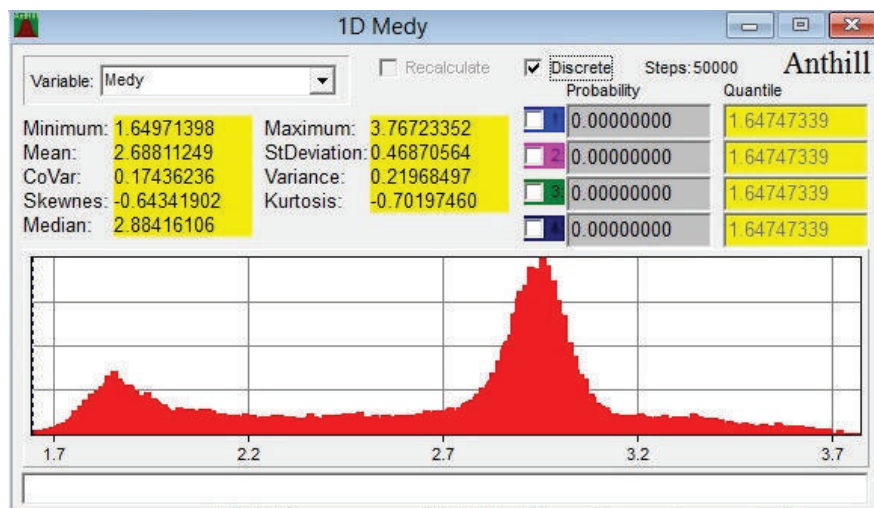 1D Medy
Variable: Medy
Recalculate
Discrete
Steps:50000
Anthill
Probability Quantile
Minimum: 1.64971398 Maximum: 3.76723352
Mean: 2.68811249 StDeviation: 0.46870564
CoVar: 0.17436236 Variance: 0.21968497
Skewnes: -0.64341902 Kurtosis: -0.70197460
Median: 2.88416106
1 0.00000000 1.64747339
2 0.00000000 1.64747339
3 0.00000000 1.64747339
4 0.00000000 1.64747339
1.7 2.2 2.7 3.2 3.7